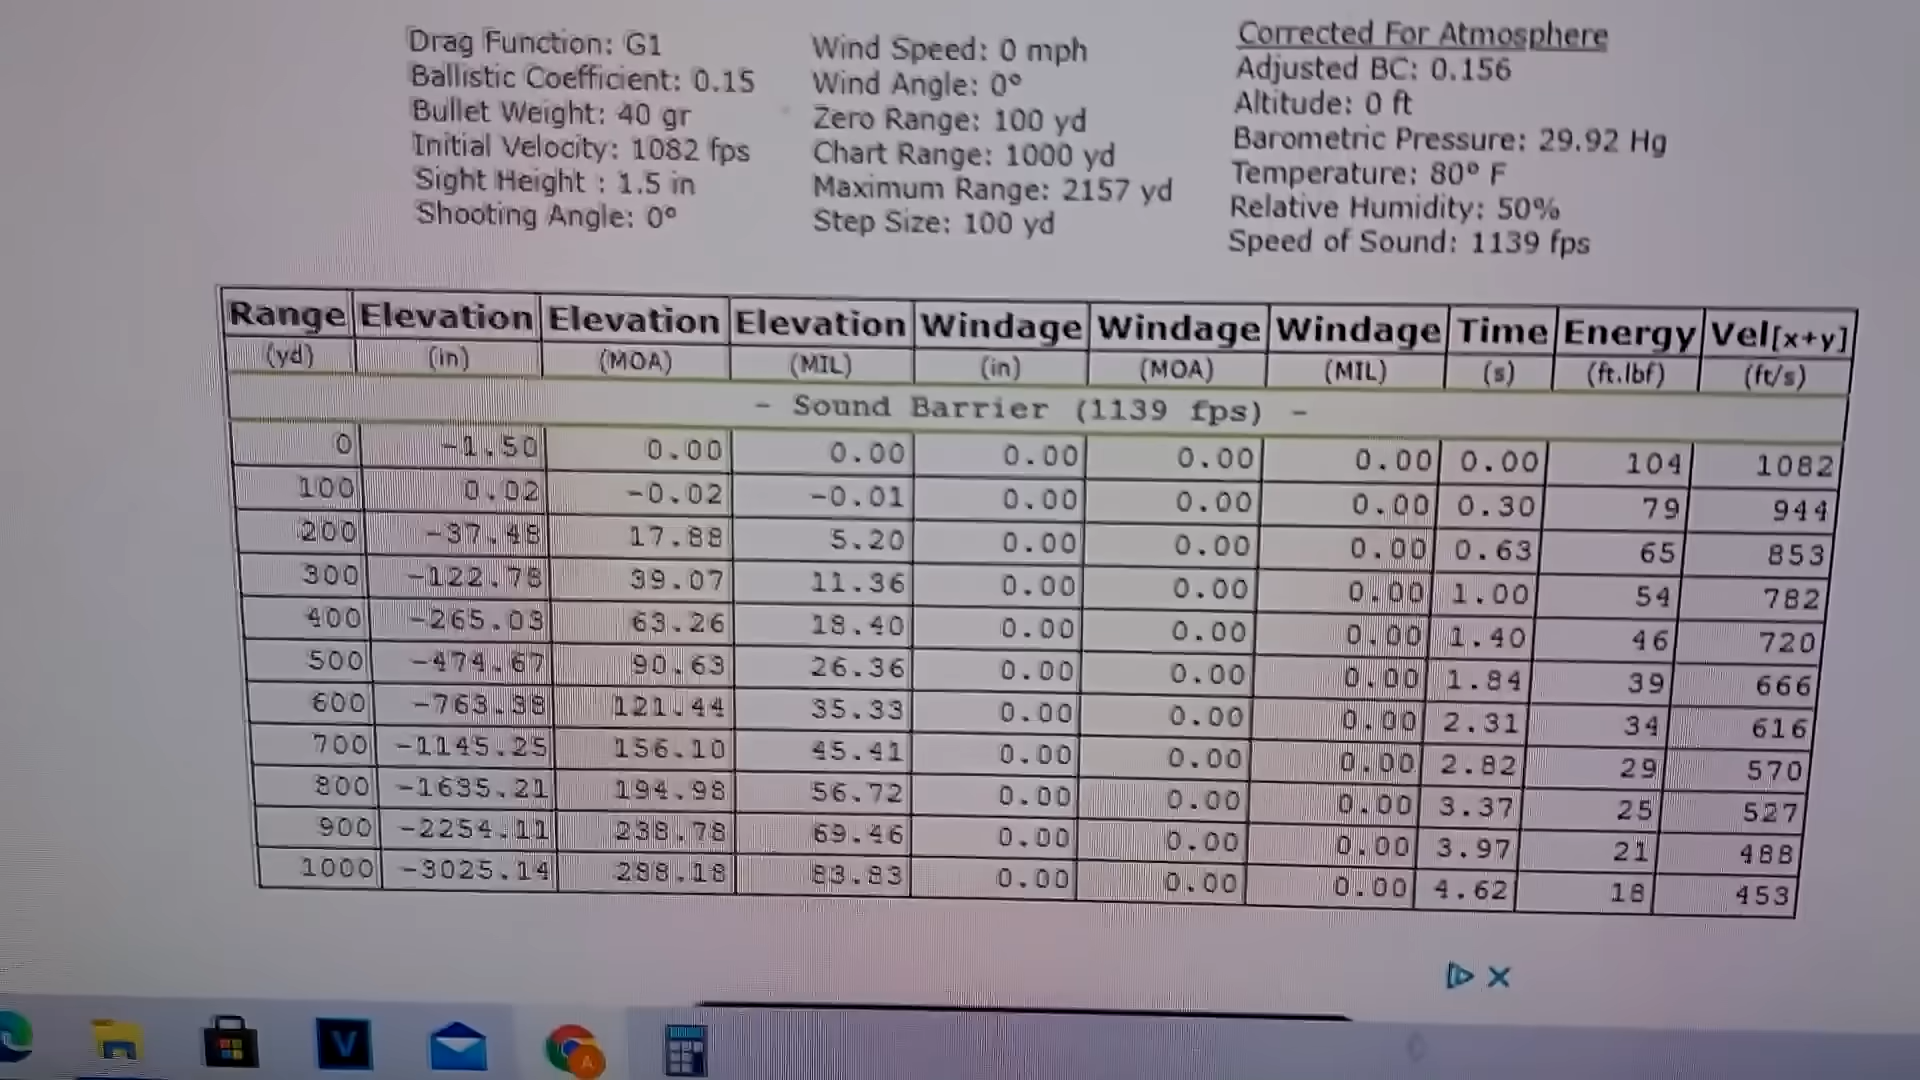 Drag Function: G1
Ballistic Coefficient: 0.15
Bullet Weight: 40 gr
Initial Velocity: 1082 fps
Sight Height : 1.5 in
Shooting Angle: 0°
Wind Speed: 0 mph
Wind Angle: 0°
Zero Range: 100 yd
Chart Range: 1000 yd
Maximum Range: 2157 yd
Step Size: 100 yd
Corrected For Atmosphere
Adjusted BC: 0.156
Altitude: 0 ft
Barometric Pressure: 29.92 Hg
Temperature: 80° F
Relative Humidity: 50%
Speed of Sound: 1139 fps
Range Elevation Elevation Elevation Windage Windage Windage Time Energy Vel[x+y]
(yd) (in) (MOA) (MIL) (in) (MOA) (MIL) (s) (ft.lbf) (ft/s)
- Sound Barrier (1139 fps) -
0 -1.50 0.00 0.00 0.00 0.00 0.00 0.00 104 1082
100 0.02 -0.02 -0.01 0.00 0.00 0.00 0.30 79 944
200 -37.45 17.88 5.20 0.00 0.00 0.00 0.63 65 853
300 -122.75 39.07 11.36 0.00 0.00 0.00 1.00 54 782
400 -265.03 63.26 18.40 0.00 0.00 0.00 1.40 46 720
500 -474.67 90.63 26.36 0.00 0.00 0.00 1.84 39 666
600 -763.38 121.44 35.33 0.00 0.00 0.00 2.31 34 616
700 -1145.25 156.10 45.41 0.00 0.00 0.00 2.82 29 570
800 -1635.21 194.98 56.72 0.00 0.00 0.00 3.37 25 527
900 -2254.11 238.78 69.46 0.00 0.00 0.00 3.97 21 488
1000 -3025.14 288.18 83.83 0.00 0.00 0.00 4.62 18 453
V
A